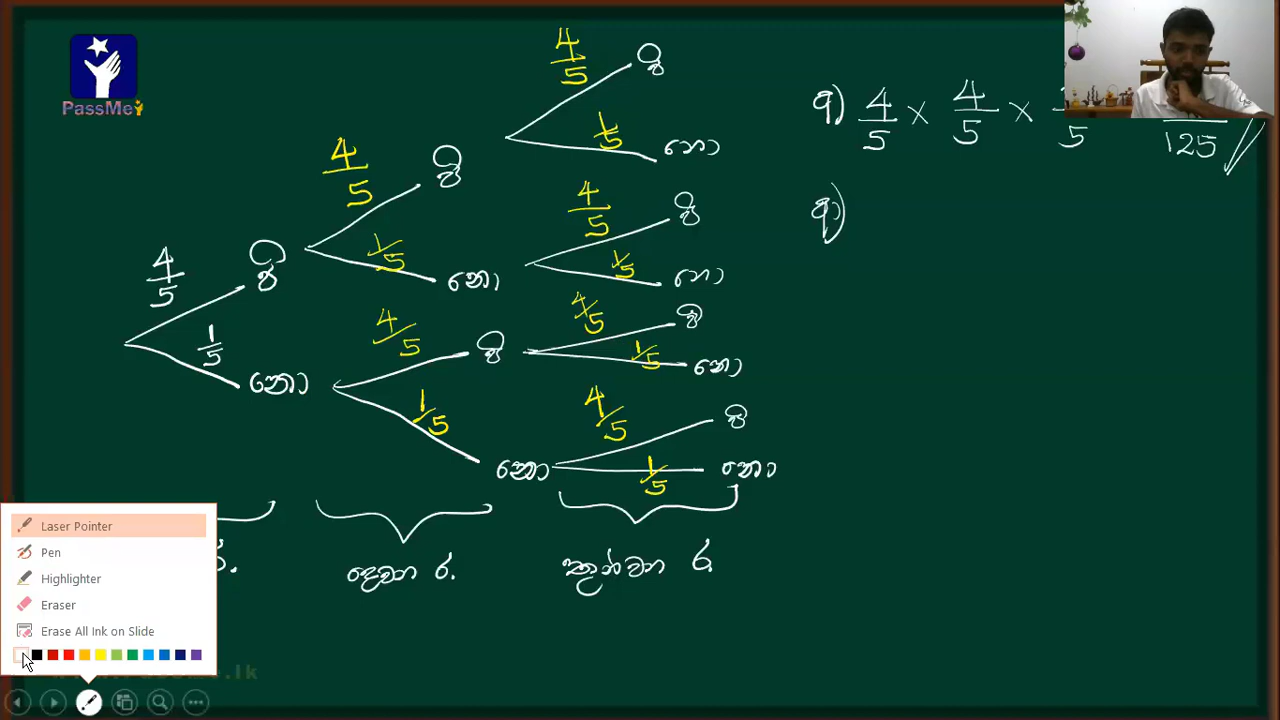 PassMe
4/5 පි
1/5 නො
4/5 පි
1/5 නො
4/5 පි
1/5 නො
4/5 පි
1/5 නො
4/5 පි
1/5 නො
4/5 පි
1/5 නො
4/5 පි
1/5 නො
දෙවන ර.
තුන්වන ර.
අ) 4/5 × 4/5 × /5 125
ආ)
Laser Pointer
Pen
Highlighter
Eraser
Erase All Ink on Slide